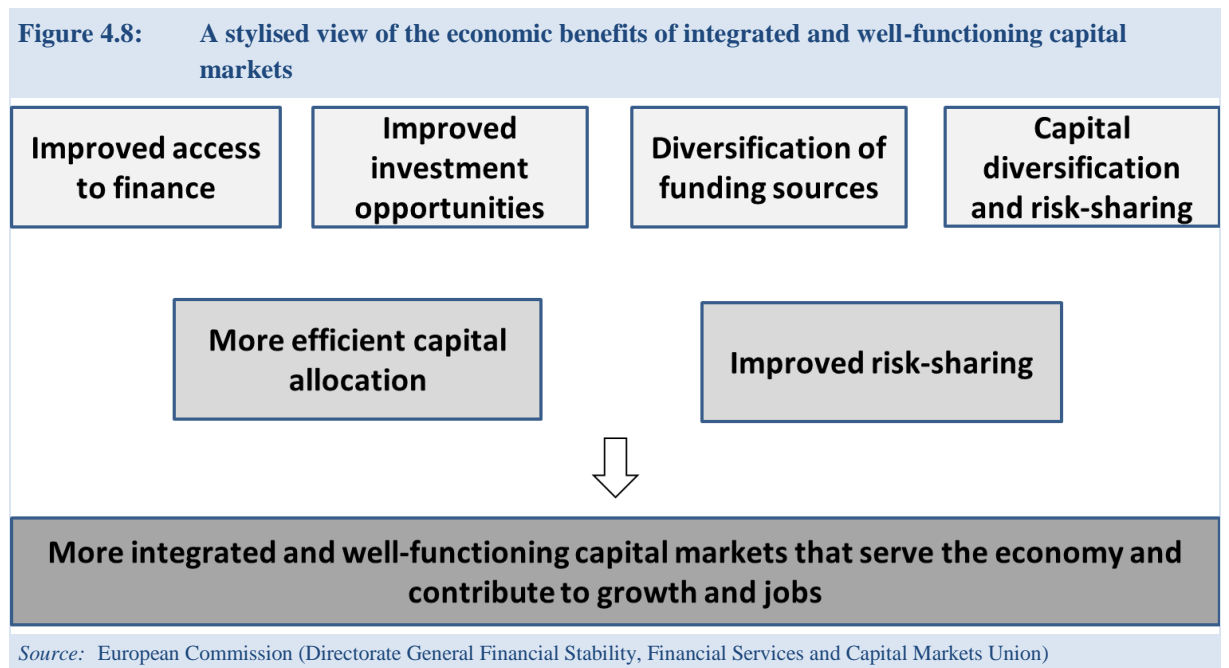 Figure 4.8: A stylised view of the economic benefits of integrated and well-functioning capital
markets
Improved access
to finance
Improved
investment
opportunities
Diversification of
funding sources
Capital
diversification
and risk-sharing
More efficient capital
allocation
Improved risk-sharing
More integrated and well-functioning capital markets that serve the economy and
contribute to growth and jobs
Source: European Commission (Directorate General Financial Stability, Financial Services and Capital Markets Union)